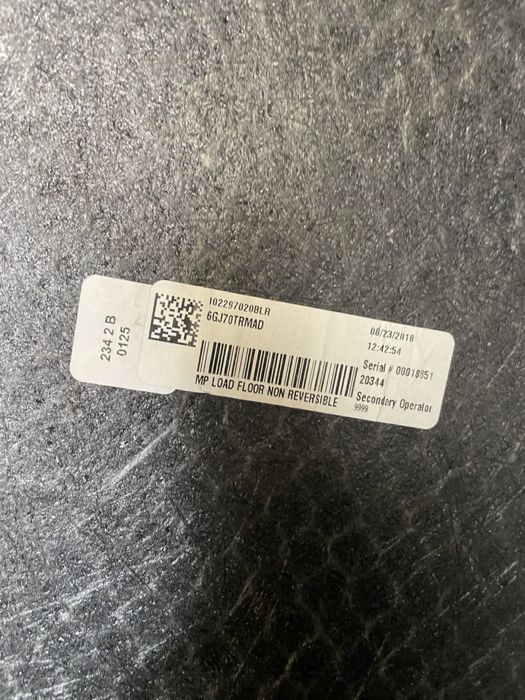 234.2 B
0125
I02297020BLR
6GJ70TRMAD
08/23/2018
12:42:54
Serial # 00018851
20344
MP LOAD FLOOR NON REVERSIBLE
Secondary Operator
9999